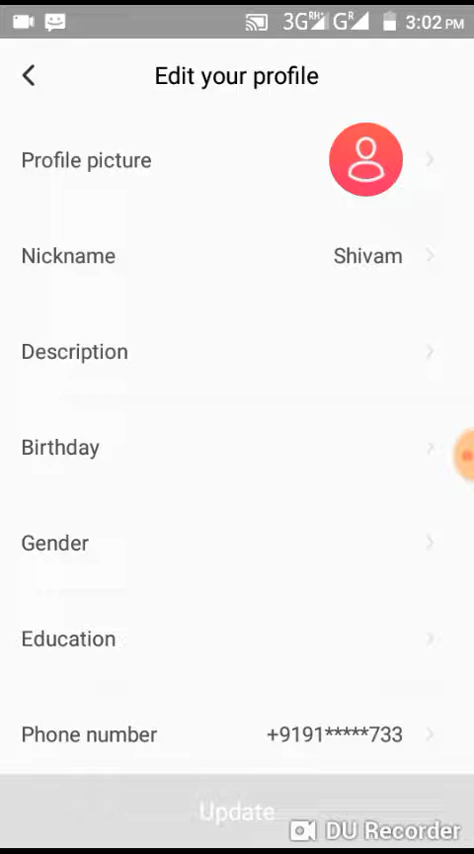 3G RH+ G R 3:02 PM
Edit your profile
Profile picture
Nickname Shivam
Description
Birthday
Gender
Education
Phone number +9191*****733
Update
DU Recorder